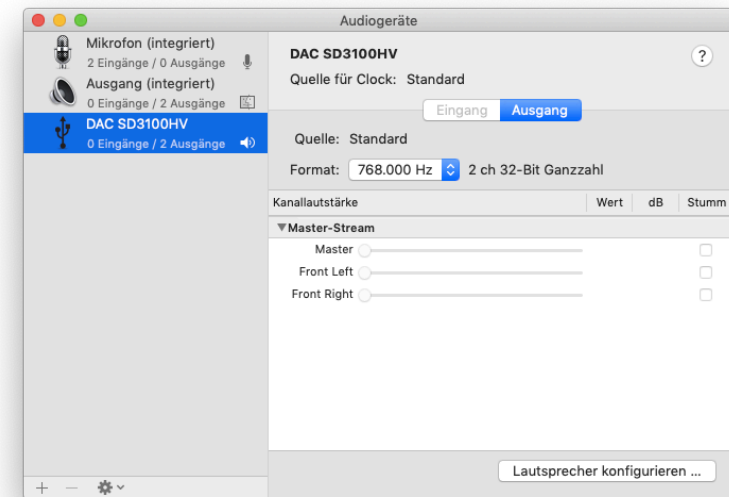 Audiogeräte
Mikrofon (integriert)
2 Eingänge / 0 Ausgänge
Ausgang (integriert)
0 Eingänge / 2 Ausgänge
DAC SD3100HV
0 Eingänge / 2 Ausgänge
DAC SD3100HV
?
Quelle für Clock: Standard
Eingang Ausgang
Quelle: Standard
Format: 768.000 Hz 2 ch 32-Bit Ganzzahl
Kanallautstärke Wert dB Stumm
Master-Stream
Master
Front Left
Front Right
Lautsprecher konfigurieren ...